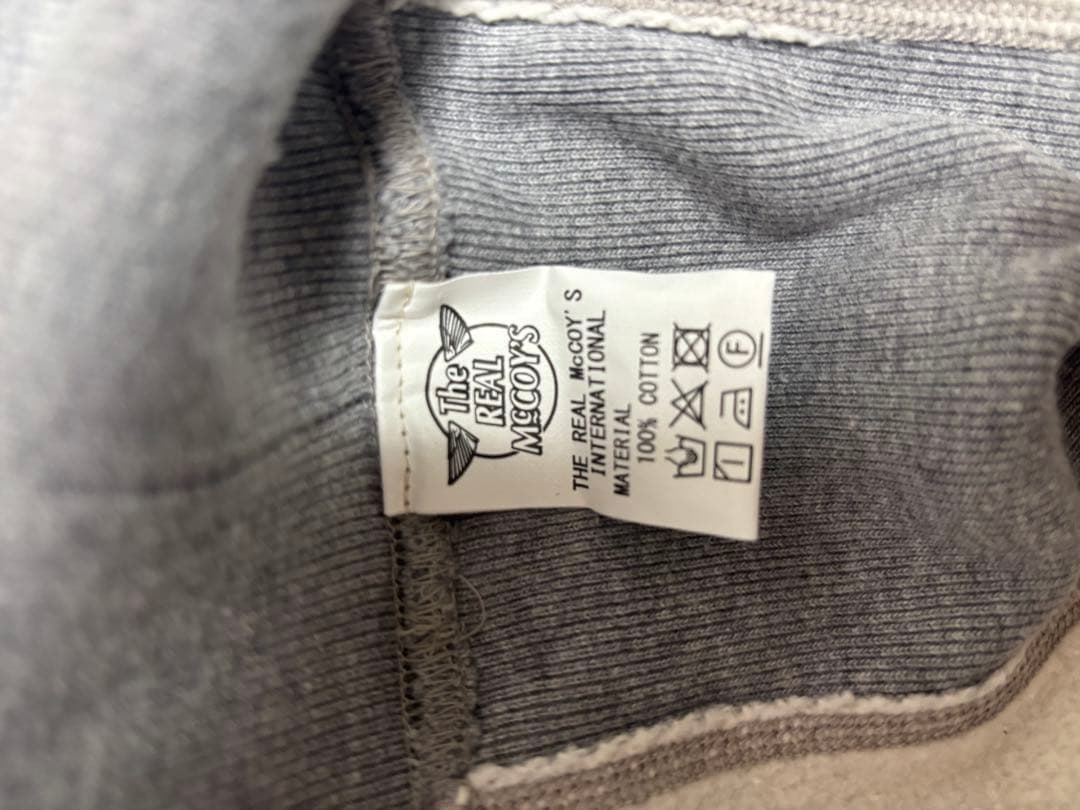 The
REAL
McCOY'S
THE REAL McCOY'S
INTERNATIONAL
MATERIAL
100% COTTON
F